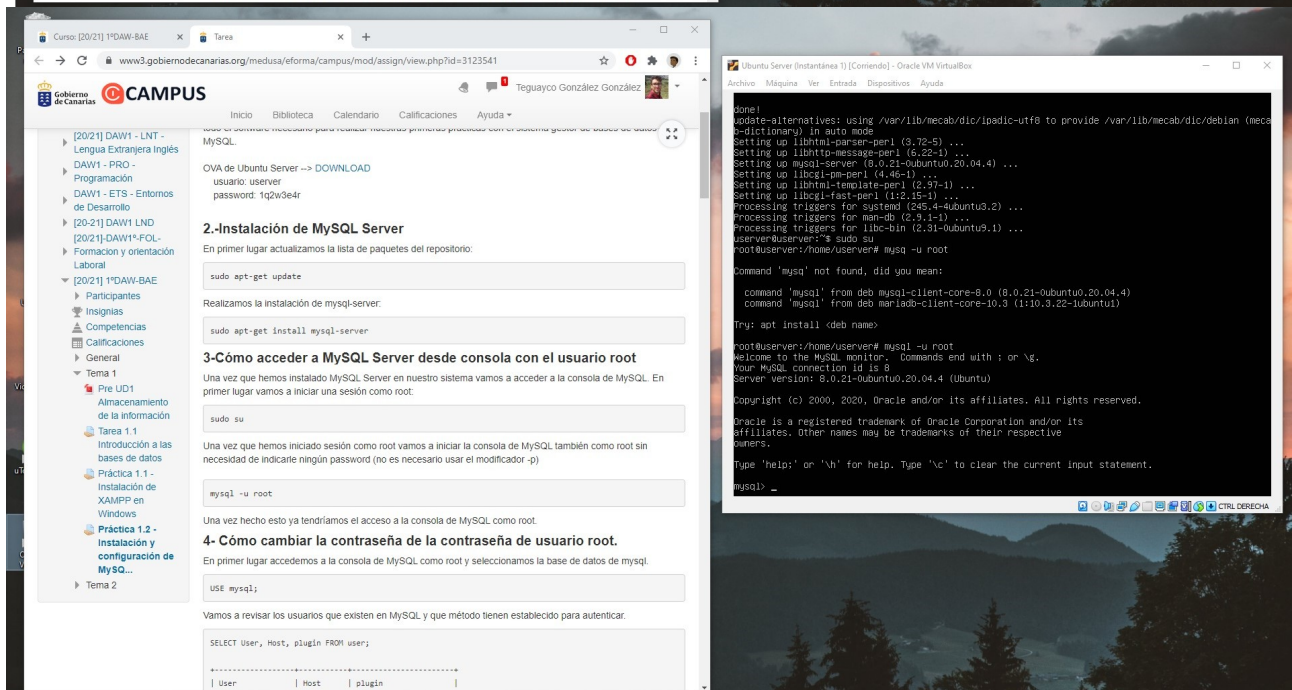 Curso: [20/21] 1ºDAW-BAE
Tarea
www3.gobiernodecanarias.org/medusa/eforma/campus/mod/assign/view.php?id=3123541
Gobierno
de Canarias
CAMPUS
1
Teguayco González González
Inicio Biblioteca Calendario Calificaciones Ayuda
[20/21] DAW1 - LNT -
Lengua Extranjera Inglés
DAW1 - PRO -
Programación
DAW1 - ETS - Entornos
de Desarrollo
[20-21] DAW1 LND
[20/21]-DAW1º-FOL-
Formacion y orientación
Laboral
[20/21] 1ºDAW-BAE
Participantes
Insignias
Competencias
Calificaciones
General
Tema 1
Pre UD1
Almacenamiento
de la información
Tarea 1.1
Introducción a las
bases de datos
Práctica 1.1 -
Instalación de
XAMPP en
Windows
Práctica 1.2 -
Instalación y
configuración de
MySQ...
Tema 2
todo el software necesario para realizar nuestras primeras prácticas con el sistema gestor de bases de datos
MySQL.
OVA de Ubuntu Server --> DOWNLOAD
usuario: userver
password: 1q2w3e4r
2.-Instalación de MySQL Server
En primer lugar actualizamos la lista de paquetes del repositorio:
sudo apt-get update
Realizamos la instalación de mysql-server:
sudo apt-get install mysql-server
3-Cómo acceder a MySQL Server desde consola con el usuario root
Una vez que hemos instalado MySQL Server en nuestro sistema vamos a acceder a la consola de MySQL. En
primer lugar vamos a iniciar una sesión como root:
sudo su
Una vez que hemos iniciado sesión como root vamos a iniciar la consola de MySQL también como root sin
necesidad de indicarle ningún password (no es necesario usar el modificador -p)
mysql -u root
Una vez hecho esto ya tendríamos el acceso a la consola de MySQL como root.
4- Cómo cambiar la contraseña de la contraseña de usuario root.
En primer lugar accedemos a la consola de MySQL como root y seleccionamos la base de datos de mysql.
USE mysql;
Vamos a revisar los usuarios que existen en MySQL y que método tienen establecido para autenticar.
SELECT User, Host, plugin FROM user;
+------------------+-----------+-----------------------+
| User | Host | plugin |
Ubuntu Server (Instantánea 1) [Corriendo] - Oracle VM VirtualBox
Archivo Máquina Ver Entrada Dispositivos Ayuda
done!
update-alternatives: using /var/lib/mecab/dic/ipadic-utf8 to provide /var/lib/mecab/dic/debian (meca
b-dictionary) in auto mode
Setting up libhtml-parser-perl (3.72-5) ...
Setting up libhttp-message-perl (6.22-1) ...
Setting up mysql-server (8.0.21-0ubuntu0.20.04.4) ...
Setting up libcgi-pm-perl (4.46-1) ...
Setting up libhtml-template-perl (2.97-1) ...
Setting up libcgi-fast-perl (1:2.15-1) ...
Processing triggers for systemd (245.4-4ubuntu3.2) ...
Processing triggers for man-db (2.9.1-1) ...
Processing triggers for libc-bin (2.31-0ubuntu9.1) ...
userver@userver:~$ sudo su
root@userver:/home/userver# mysq -u root
Command 'mysq' not found, did you mean:
command 'mysql' from deb mysql-client-core-8.0 (8.0.21-0ubuntu0.20.04.4)
command 'mysql' from deb mariadb-client-core-10.3 (1:10.3.22-1ubuntu1)
Try: apt install <deb name>
root@userver:/home/userver# mysql -u root
Welcome to the MySQL monitor. Commands end with ; or \g.
Your MySQL connection id is 8
Server version: 8.0.21-0ubuntu0.20.04.4 (Ubuntu)
Copyright (c) 2000, 2020, Oracle and/or its affiliates. All rights reserved.
Oracle is a registered trademark of Oracle Corporation and/or its
affiliates. Other names may be trademarks of their respective
owners.
Type 'help;' or '\h' for help. Type '\c' to clear the current input statement.
mysql> _
CTRL DERECHA